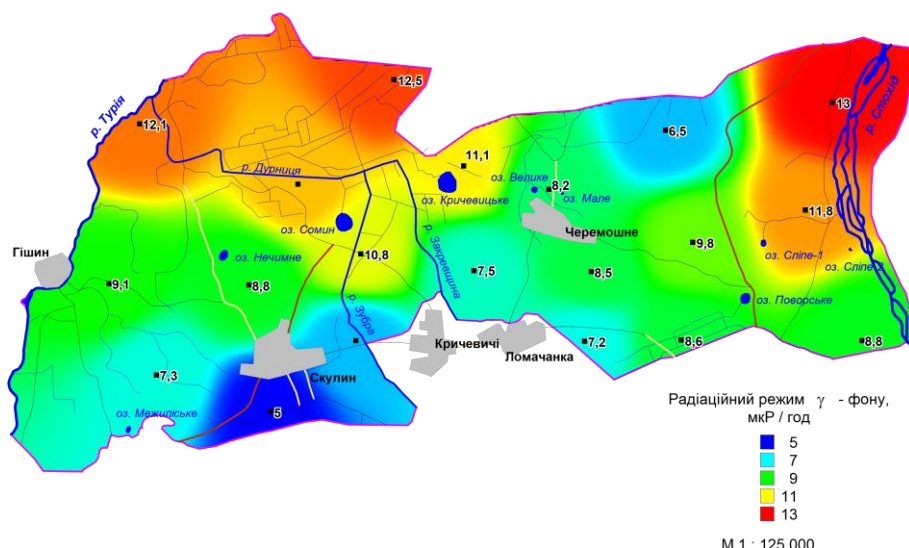 12,5
13
р. Стохід
р. Турія
12,1
6,5
11,1
р. Дурниця
оз. Велике
8,2
оз. Мале
оз. Кричевицьке
11,8
оз. Сомин
Черемошне
р. Закревщина
Гішин
оз. Нечимне
10,8
9,8
оз. Сліпе-1
оз. Сліпе-2
7,5
8,5
9,1
8,8
оз. Поворське
р. Зубра
Кричевичі
Ломачанка
7,2
8,6
8,8
Скулин
7,3
оз. Межиліське
5
Радіаційний режим γ - фону,
мкР / год
5
7
9
11
13
М 1 : 125 000